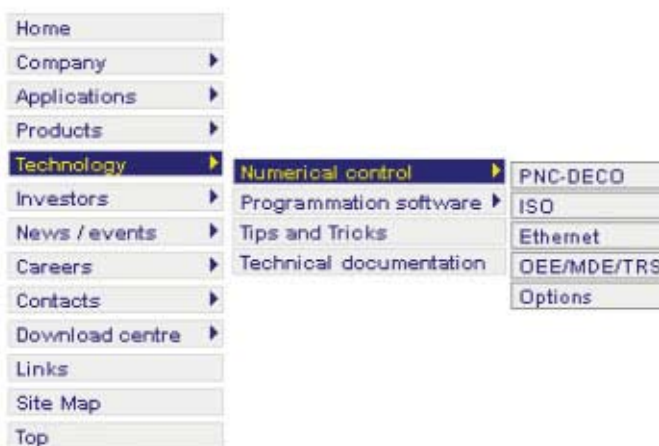 Home
Company
Applications
Products
Technology
Investors
News / events
Careers
Contacts
Download centre
Links
Site Map
Top
Numerical control
Programmation software
Tips and Tricks
Technical documentation
PNC-DECO
ISO
Ethernet
OEE/MDE/TRS
Options